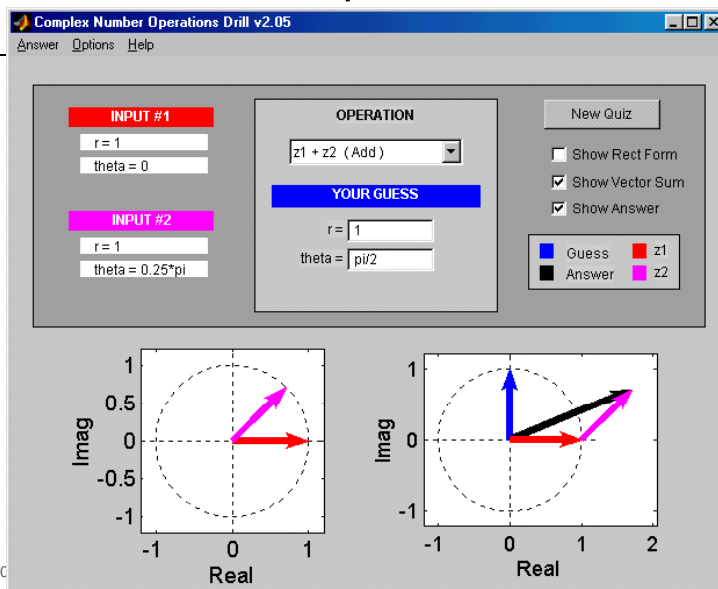 Complex Number Operations Drill v2.05
Answer Options Help
INPUT #1
r = 1
theta = 0
INPUT #2
r = 1
theta = 0.25*pi
OPERATION
z1 + z2 ( Add )
YOUR GUESS
r = 1
theta = pi/2
New Quiz
Show Rect Form
Show Vector Sum
Show Answer
Guess z1
Answer z2
1
0.5
0
-0.5
-1
Imag
-1 0 1
Real
1
0
-1
Imag
-1 0 1 2
Real